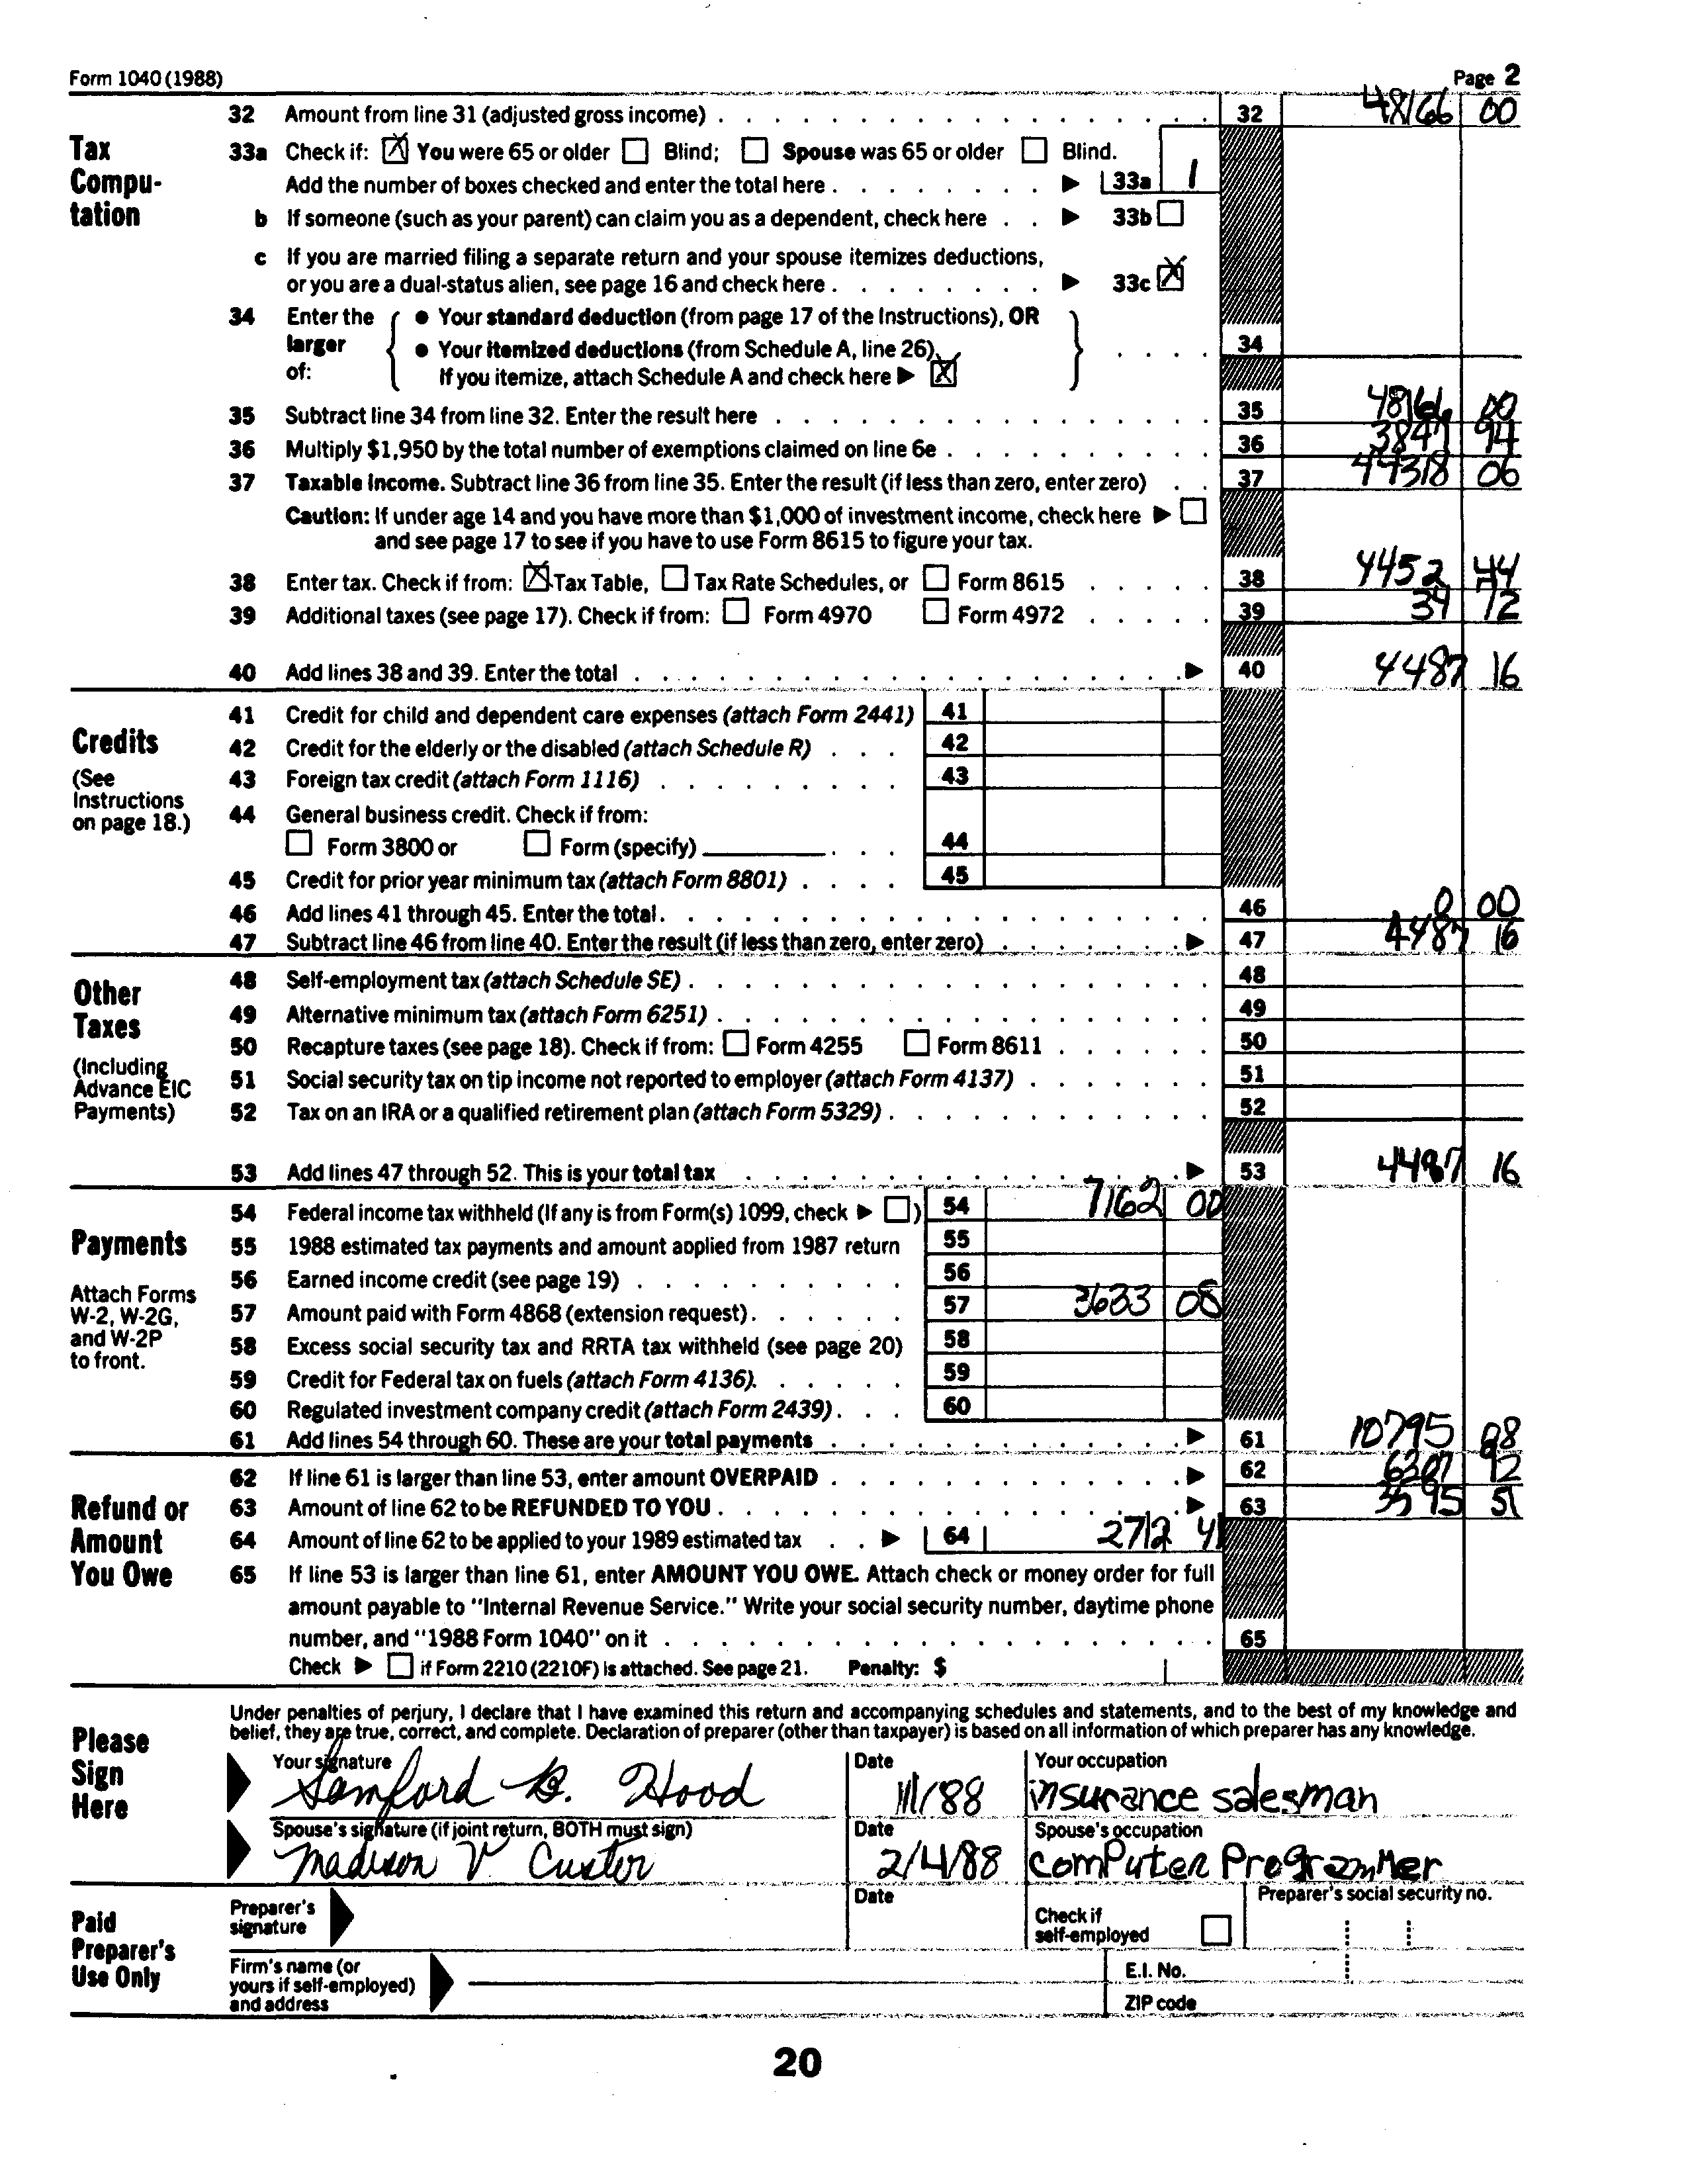 Form 1040 (1988) Page 2
32 Amount from line 31 (adjusted gross income) 32 48166 00
Tax Compu-tation
33a Check if: You were 65 or older Blind; Spouse was 65 or older Blind.
Add the number of boxes checked and enter the total here 33a 1
b If someone (such as your parent) can claim you as a dependent, check here 33b
c If you are married filing a separate return and your spouse itemizes deductions,
or you are a dual-status alien, see page 16 and check here 33c X
34 Enter the larger of:
• Your standard deduction (from page 17 of the Instructions), OR
• Your itemized deductions (from Schedule A, line 26). 34
If you itemize, attach Schedule A and check here X
35 Subtract line 34 from line 32. Enter the result here 35 48166 00
36 Multiply $1,950 by the total number of exemptions claimed on line 6e 36 3847 94
37 Taxable income. Subtract line 36 from line 35. Enter the result (if less than zero, enter zero) 37 44318 06
Caution: If under age 14 and you have more than $1,000 of investment income, check here
and see page 17 to see if you have to use Form 8615 to figure your tax.
38 Enter tax. Check if from: X Tax Table, Tax Rate Schedules, or Form 8615 38 4452 44
39 Additional taxes (see page 17). Check if from: Form 4970 Form 4972 39 34 72
40 Add lines 38 and 39. Enter the total 40 4487 16
Credits
(See Instructions on page 18.)
41 Credit for child and dependent care expenses (attach Form 2441) 41
42 Credit for the elderly or the disabled (attach Schedule R) 42
43 Foreign tax credit (attach Form 1116) 43
44 General business credit. Check if from:
Form 3800 or Form (specify) 44
45 Credit for prior year minimum tax (attach Form 8801) 45
46 Add lines 41 through 45. Enter the total. 46 0 00
47 Subtract line 46 from line 40. Enter the result (if less than zero, enter zero) 47 4487 16
Other Taxes
(Including Advance EIC Payments)
48 Self-employment tax (attach Schedule SE) 48
49 Alternative minimum tax (attach Form 6251) 49
50 Recapture taxes (see page 18). Check if from: Form 4255 Form 8611 50
51 Social security tax on tip income not reported to employer (attach Form 4137) 51
52 Tax on an IRA or a qualified retirement plan (attach Form 5329) 52
53 Add lines 47 through 52. This is your total tax 53 4487 16
Payments
Attach Forms W-2, W-2G, and W-2P to front.
54 Federal income tax withheld (If any is from Form(s) 1099, check ) 54 7162 00
55 1988 estimated tax payments and amount applied from 1987 return 55
56 Earned income credit (see page 19) 56
57 Amount paid with Form 4868 (extension request) 57 3633 08
58 Excess social security tax and RRTA tax withheld (see page 20) 58
59 Credit for Federal tax on fuels (attach Form 4136). 59
60 Regulated investment company credit (attach Form 2439) 60
61 Add lines 54 through 60. These are your total payments 61 10795 08
Refund or Amount You Owe
62 If line 61 is larger than line 53, enter amount OVERPAID 62 6307 92
63 Amount of line 62 to be REFUNDED TO YOU 63 3595 51
64 Amount of line 62 to be applied to your 1989 estimated tax 64 2712 41
65 If line 53 is larger than line 61, enter AMOUNT YOU OWE. Attach check or money order for full
amount payable to "Internal Revenue Service." Write your social security number, daytime phone
number, and "1988 Form 1040" on it 65
Check if Form 2210 (2210F) is attached. See page 21. Penalty: $
Please Sign Here
Under penalties of perjury, I declare that I have examined this return and accompanying schedules and statements, and to the best of my knowledge and
belief, they are true, correct, and complete. Declaration of preparer (other than taxpayer) is based on all information of which preparer has any knowledge.
Your signature Date Your occupation
Samford B. Hood 1/1/88 insurance salesman
Spouse's signature (if joint return, BOTH must sign) Date Spouse's occupation
Madison V. Custer 2/4/88 Computer Programmer
Paid Preparer's Use Only
Preparer's signature Date Check if self-employed Preparer's social security no.
Firm's name (or yours if self-employed) and address E.I. No.
ZIP code
20